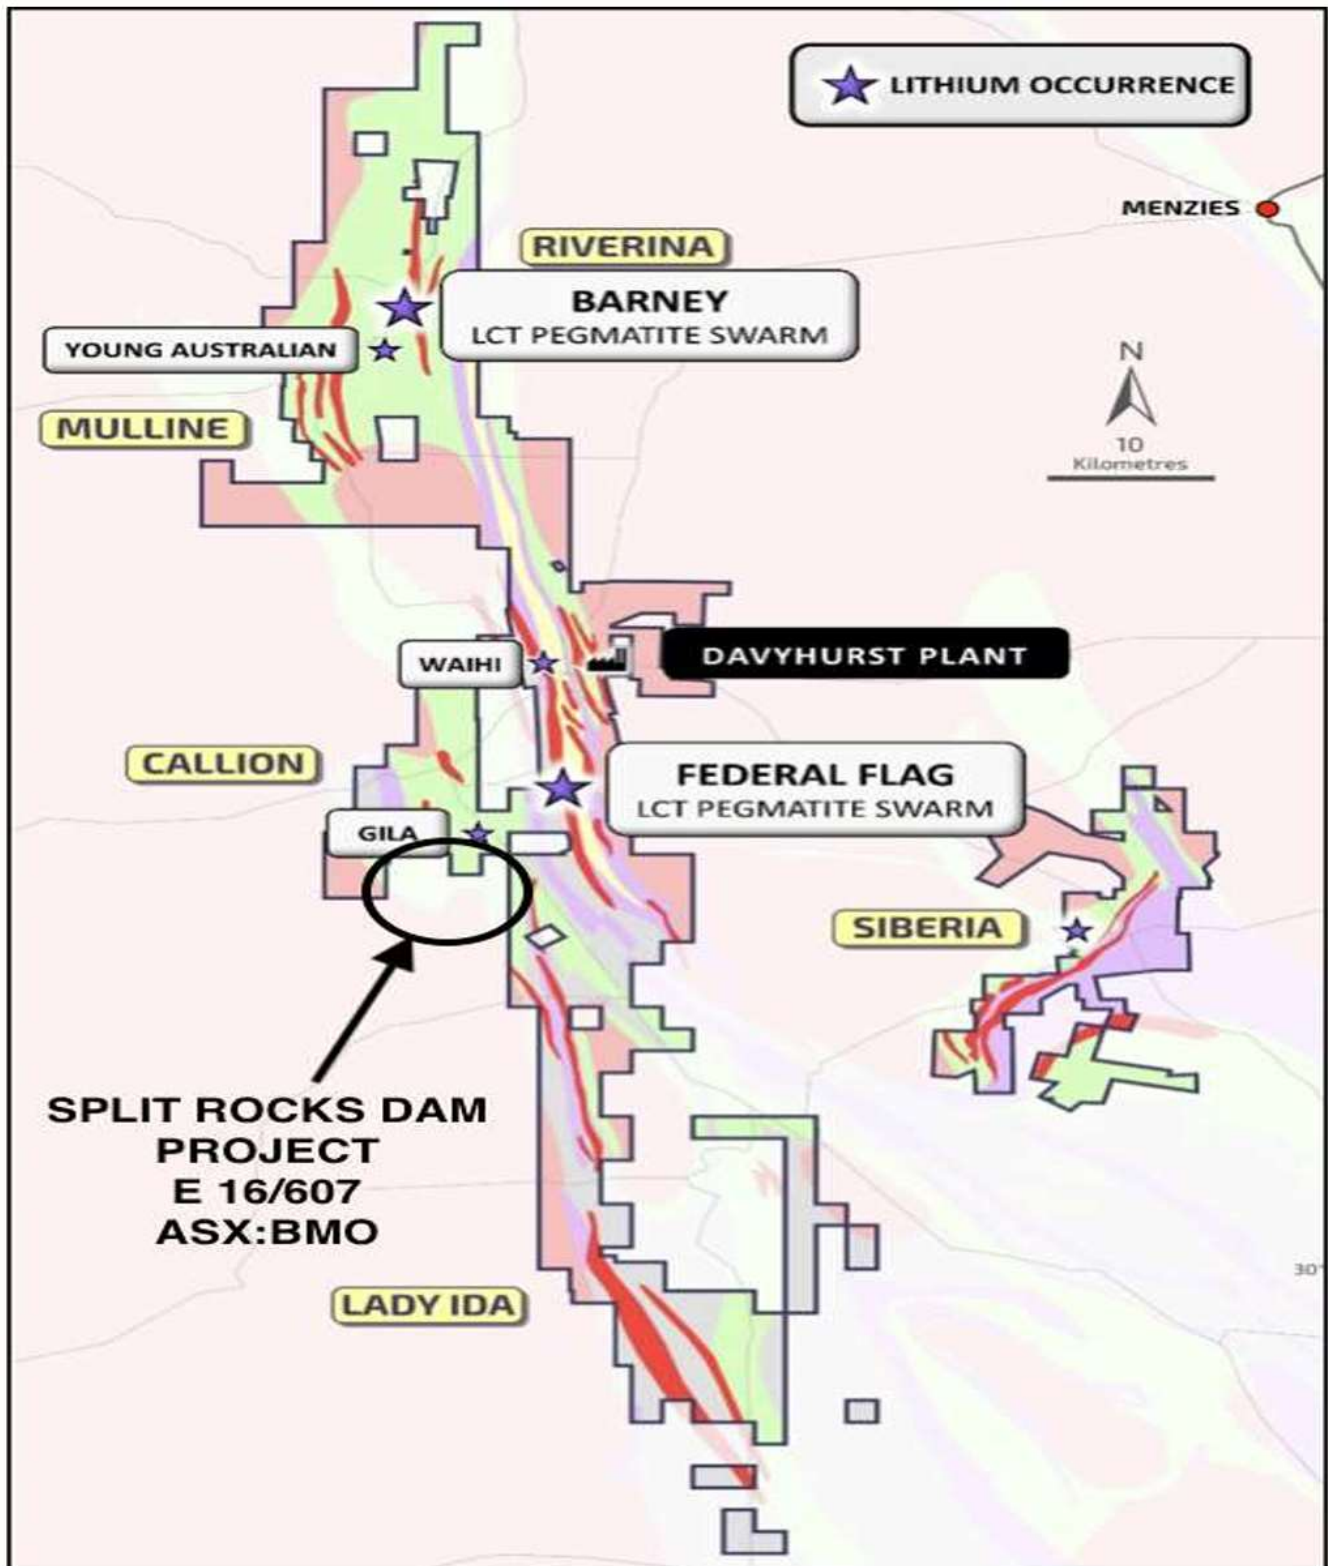 LITHIUM OCCURRENCE
MENZIES
RIVERINA
BARNEY
LCT PEGMATITE SWARM
YOUNG AUSTRALIAN
N
10
Kilometres
MULLINE
WAIHI
DAVYHURST PLANT
CALLION
FEDERAL FLAG
LCT PEGMATITE SWARM
GILA
SIBERIA
SPLIT ROCKS DAM
PROJECT
E 16/607
ASX:BMO
30°
LADY IDA